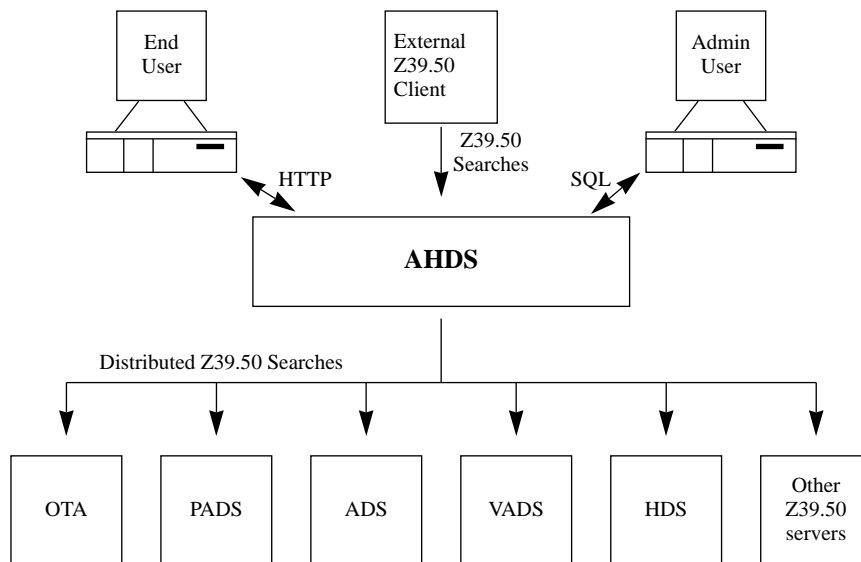 End
User
External
Z39.50
Client
Admin
User
Z39.50
Searches
HTTP
SQL
AHDS
Distributed Z39.50 Searches
OTA
PADS
ADS
VADS
HDS
Other
Z39.50
servers